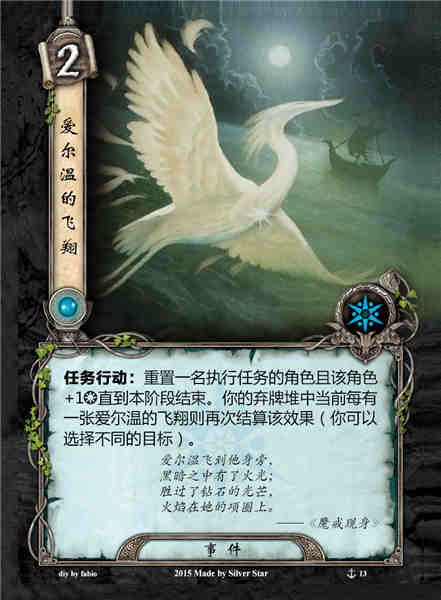 2
爱尔温的飞翔
任务行动：重置一名执行任务的角色且该角色
+1直到本阶段结束。你的弃牌堆中当前每有
一张爱尔温的飞翔则再次结算该效果（你可以
选择不同的目标）。
爱尔温飞到他身旁，
黑暗之中有了火光；
胜过了钻石的光芒，
火焰在她的项圈上。
——《魔戒现身》
事件
diy by fabio
2015 Made by Silver Star
13